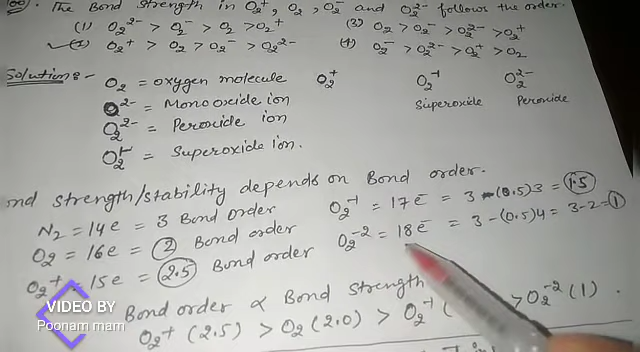 The Bond strength in O₂⁺, O₂, O₂⁻ and O₂²⁻ follows the order.
(1) O₂²⁻ > O₂⁻ > O₂ > O₂⁺ (3) O₂ > O₂⁻ > O₂²⁻ > O₂⁺
(2) O₂⁺ > O₂ > O₂⁻ > O₂²⁻ (4) O₂⁻ > O₂²⁻ > O₂⁺ > O₂
Solution:- O₂ = oxygen molecule O₂⁺ O₂⁻¹ O₂²⁻
O²⁻ = Monooxide ion Superoxide Peroxide
O₂²⁻ = Peroxide ion
O₂¹⁻ = Superoxide ion.
nd strength/stability depends on Bond order.
N₂ = 14e = 3 Bond order O₂⁻¹ = 17e⁻ = 3 - (0.5)3 = 1.5
O₂ = 16e = 2 Bond order O₂⁻² = 18e⁻ = 3 - (0.5)4 = 3-2 = 1
O₂⁺ = 15e = 2.5 Bond order
Bond order ∝ Bond Strength
O₂⁺ (2.5) > O₂ (2.0) > O₂⁻¹ ( > O₂⁻² (1).
VIDEO BY
Poonam mam